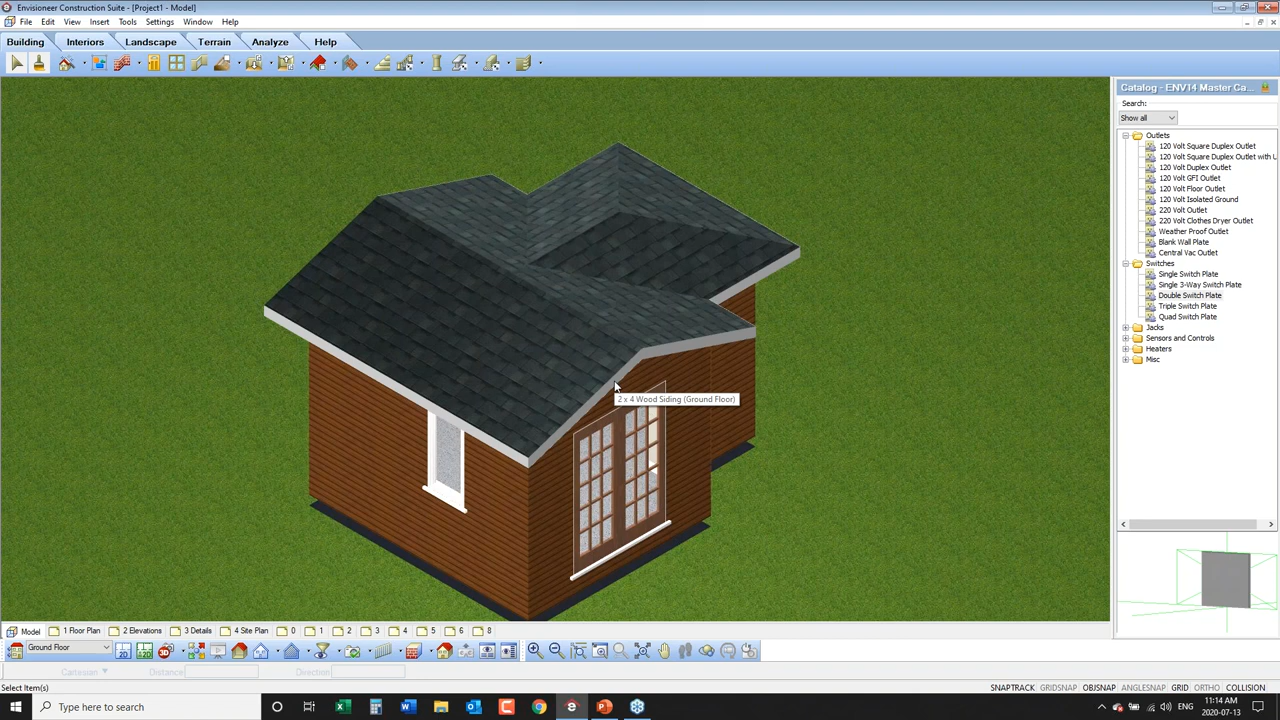 Envisioneer Construction Suite - [Project1 - Model]
File Edit View Insert Tools Settings Window Help
Building Interiors Landscape Terrain Analyze Help
Catalog - ENV14 Master Ca...
Search:
Show all
Outlets
120 Volt Square Duplex Outlet
120 Volt Square Duplex Outlet with L
120 Volt Duplex Outlet
120 Volt GFI Outlet
120 Volt Floor Outlet
120 Volt Isolated Ground
220 Volt Outlet
220 Volt Clothes Dryer Outlet
Weather Proof Outlet
Blank Wall Plate
Central Vac Outlet
Switches
Single Switch Plate
Single 3-Way Switch Plate
Double Switch Plate
Triple Switch Plate
Quad Switch Plate
Jacks
Sensors and Controls
Heaters
Misc
2 x 4 Wood Siding (Ground Floor)
Model 1 Floor Plan 2 Elevations 3 Details 4 Site Plan 0 1 2 3 4 5 6 8
Ground Floor
Cartesian Distance Direction
Select Item(s)
SNAPTRACK GRIDSNAP OBJSNAP ANGLESNAP GRID ORTHO COLLISION
Type here to search
ENG
11:14 AM
2020-07-13